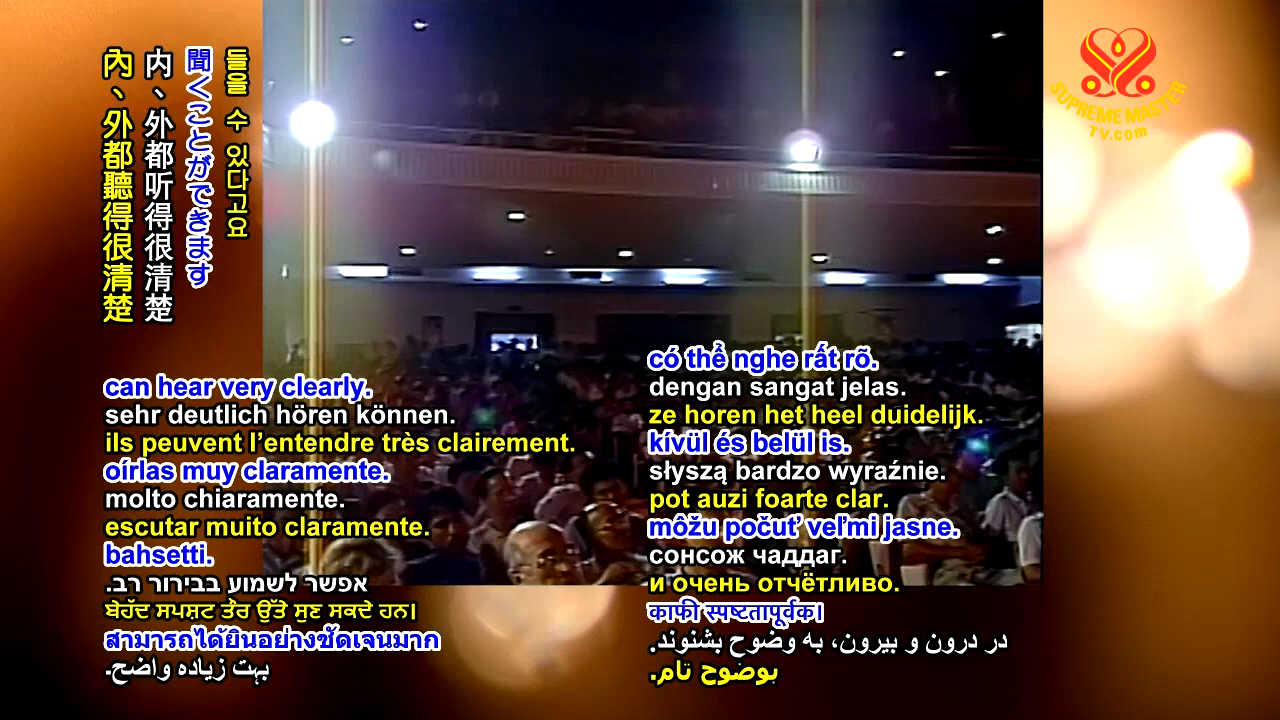 內、外都聽得很清楚
内、外都听得很清楚
聞くことができます
들을 수 있다고요
can hear very clearly.
sehr deutlich hören können.
ils peuvent l’entendre très clairement.
oírlas muy claramente.
molto chiaramente.
escutar muito claramente.
bahsetti.
אפשר לשמוע בבירור רב.
ਬੇਹੱਦ ਸਪਸ਼ਟ ਤੌਰ ਉੱਤੇ ਸੁਣ ਸਕਦੇ ਹਨ।
สามารถได้ยินอย่างชัดเจนมาก
بہت زیادہ واضح۔
có thể nghe rất rõ.
dengan sangat jelas.
ze horen het heel duidelijk.
kívül és belül is.
słyszą bardzo wyraźnie.
pot auzi foarte clar.
môžu počuť veľmi jasne.
сонсож чаддаг.
и очень отчётливо.
काफी स्पष्टतापूर्वक।
در درون و بیرون، به وضوح بشنوند.
بوضوح تام.
SUPREME MASTER
TV.com